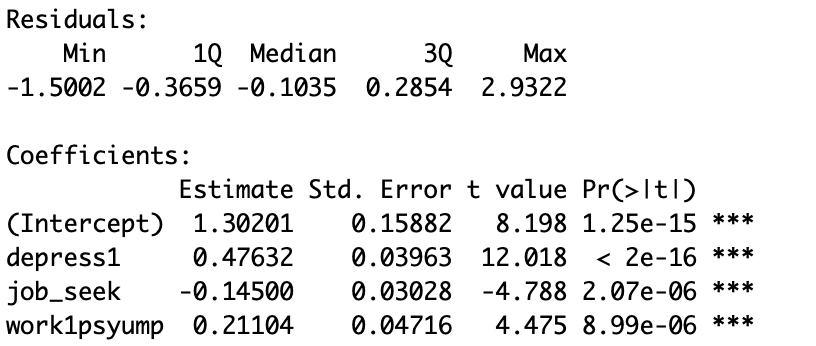 Residuals:
Min 1Q Median 3Q Max
-1.5002 -0.3659 -0.1035 0.2854 2.9322
Coefficients:
Estimate Std. Error t value Pr(>|t|)
(Intercept) 1.30201 0.15882 8.198 1.25e-15 ***
depress1 0.47632 0.03963 12.018 < 2e-16 ***
job_seek -0.14500 0.03028 -4.788 2.07e-06 ***
work1psyump 0.21104 0.04716 4.475 8.99e-06 ***